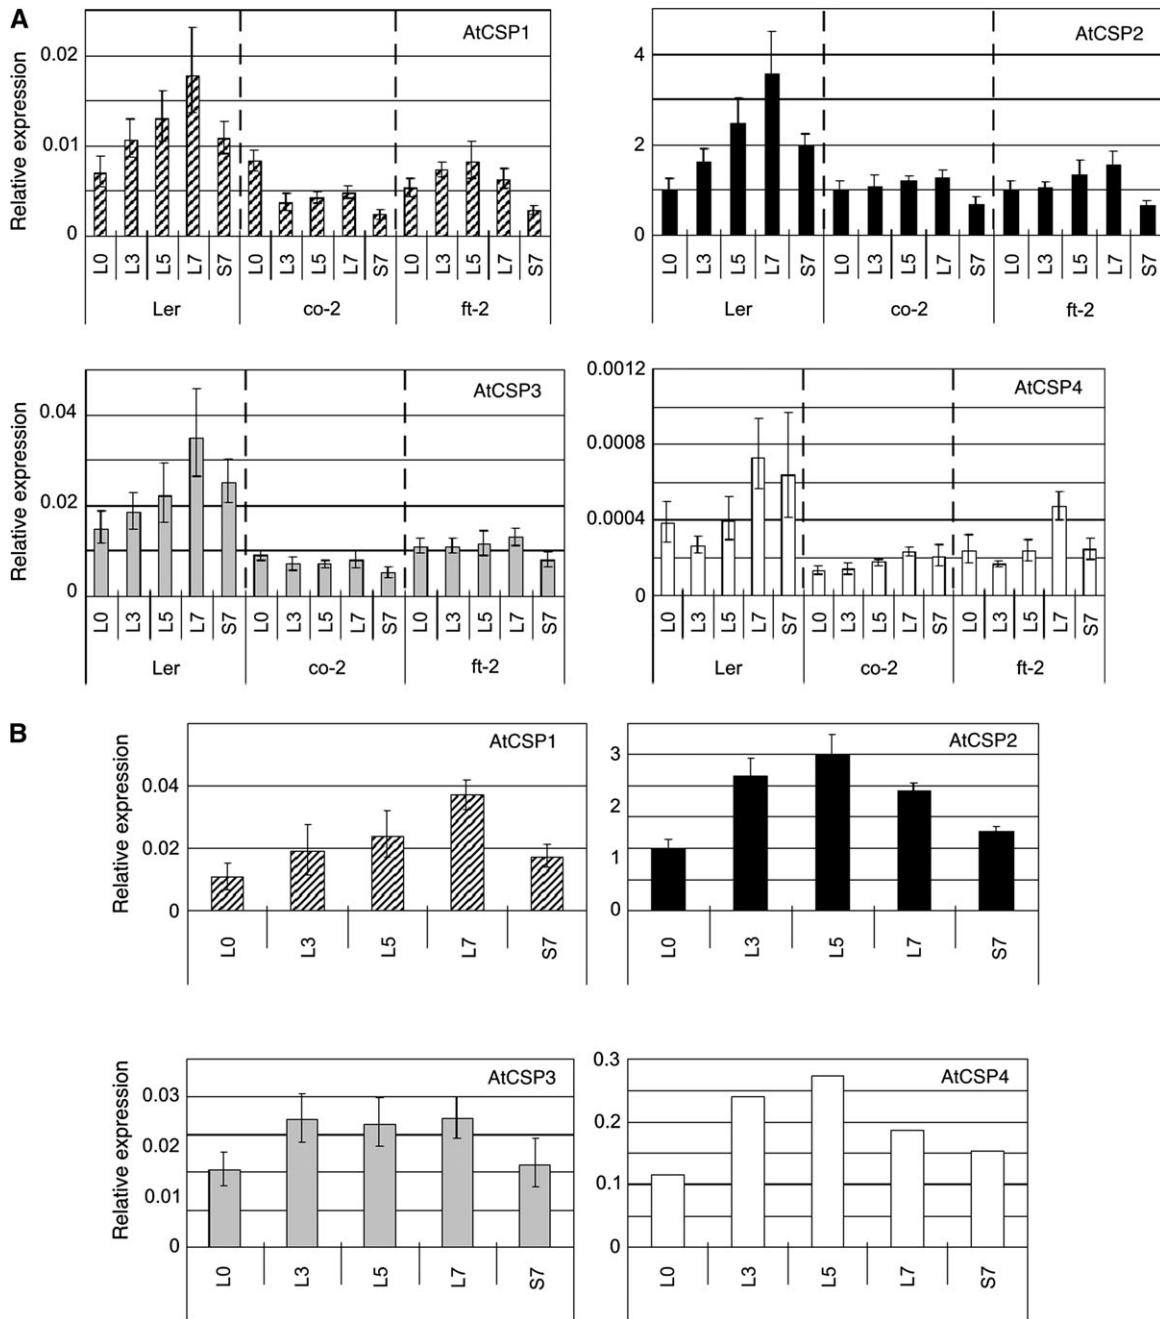 A
AtCSP1
Relative expression
0.02
0.01
0
L0 L3 L5 L7 S7 L0 L3 L5 L7 S7 L0 L3 L5 L7 S7
Ler co-2 ft-2
AtCSP2
4
2
0
L0 L3 L5 L7 S7 L0 L3 L5 L7 S7 L0 L3 L5 L7 S7
Ler co-2 ft-2
AtCSP3
Relative expression
0.04
0.02
0
L0 L3 L5 L7 S7 L0 L3 L5 L7 S7 L0 L3 L5 L7 S7
Ler co-2 ft-2
AtCSP4
0.0012
0.0008
0.0004
0
L0 L3 L5 L7 S7 L0 L3 L5 L7 S7 L0 L3 L5 L7 S7
Ler co-2 ft-2
B
AtCSP1
Relative expression
0.04
0.02
0
L0 L3 L5 L7 S7
AtCSP2
3
2
1
0
L0 L3 L5 L7 S7
AtCSP3
Relative expression
0.03
0.02
0.01
0
L0 L3 L5 L7 S7
AtCSP4
0.3
0.2
0.1
0
L0 L3 L5 L7 S7